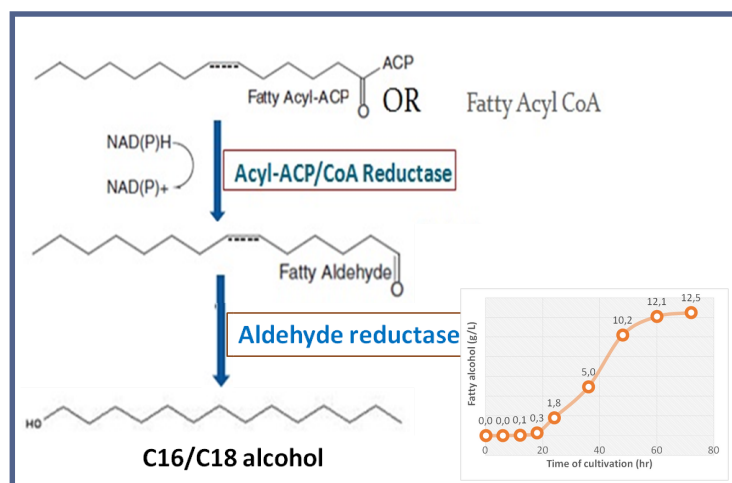 ACP
Fatty Acyl-ACP
O
OR
Fatty Acyl CoA
NAD(P)H
NAD(P)+
Acyl-ACP/CoA Reductase
Fatty Aldehyde
O
Aldehyde reductase
HO
C16/C18 alcohol
Fatty alcohol (g/L)
0,0 0,0 0,1 0,3 1,8 5,0 10,2 12,1 12,5
0 20 40 60 80
Time of cultivation (hr)